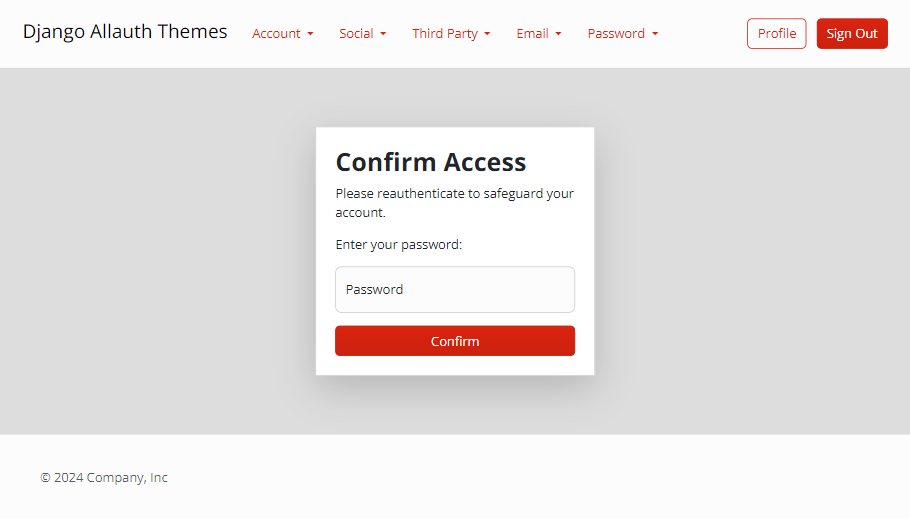 Django Allauth Themes Account Social Third Party Email Password Profile Sign Out
Confirm Access
Please reauthenticate to safeguard your
account.
Enter your password:
Password
Confirm
© 2024 Company, Inc